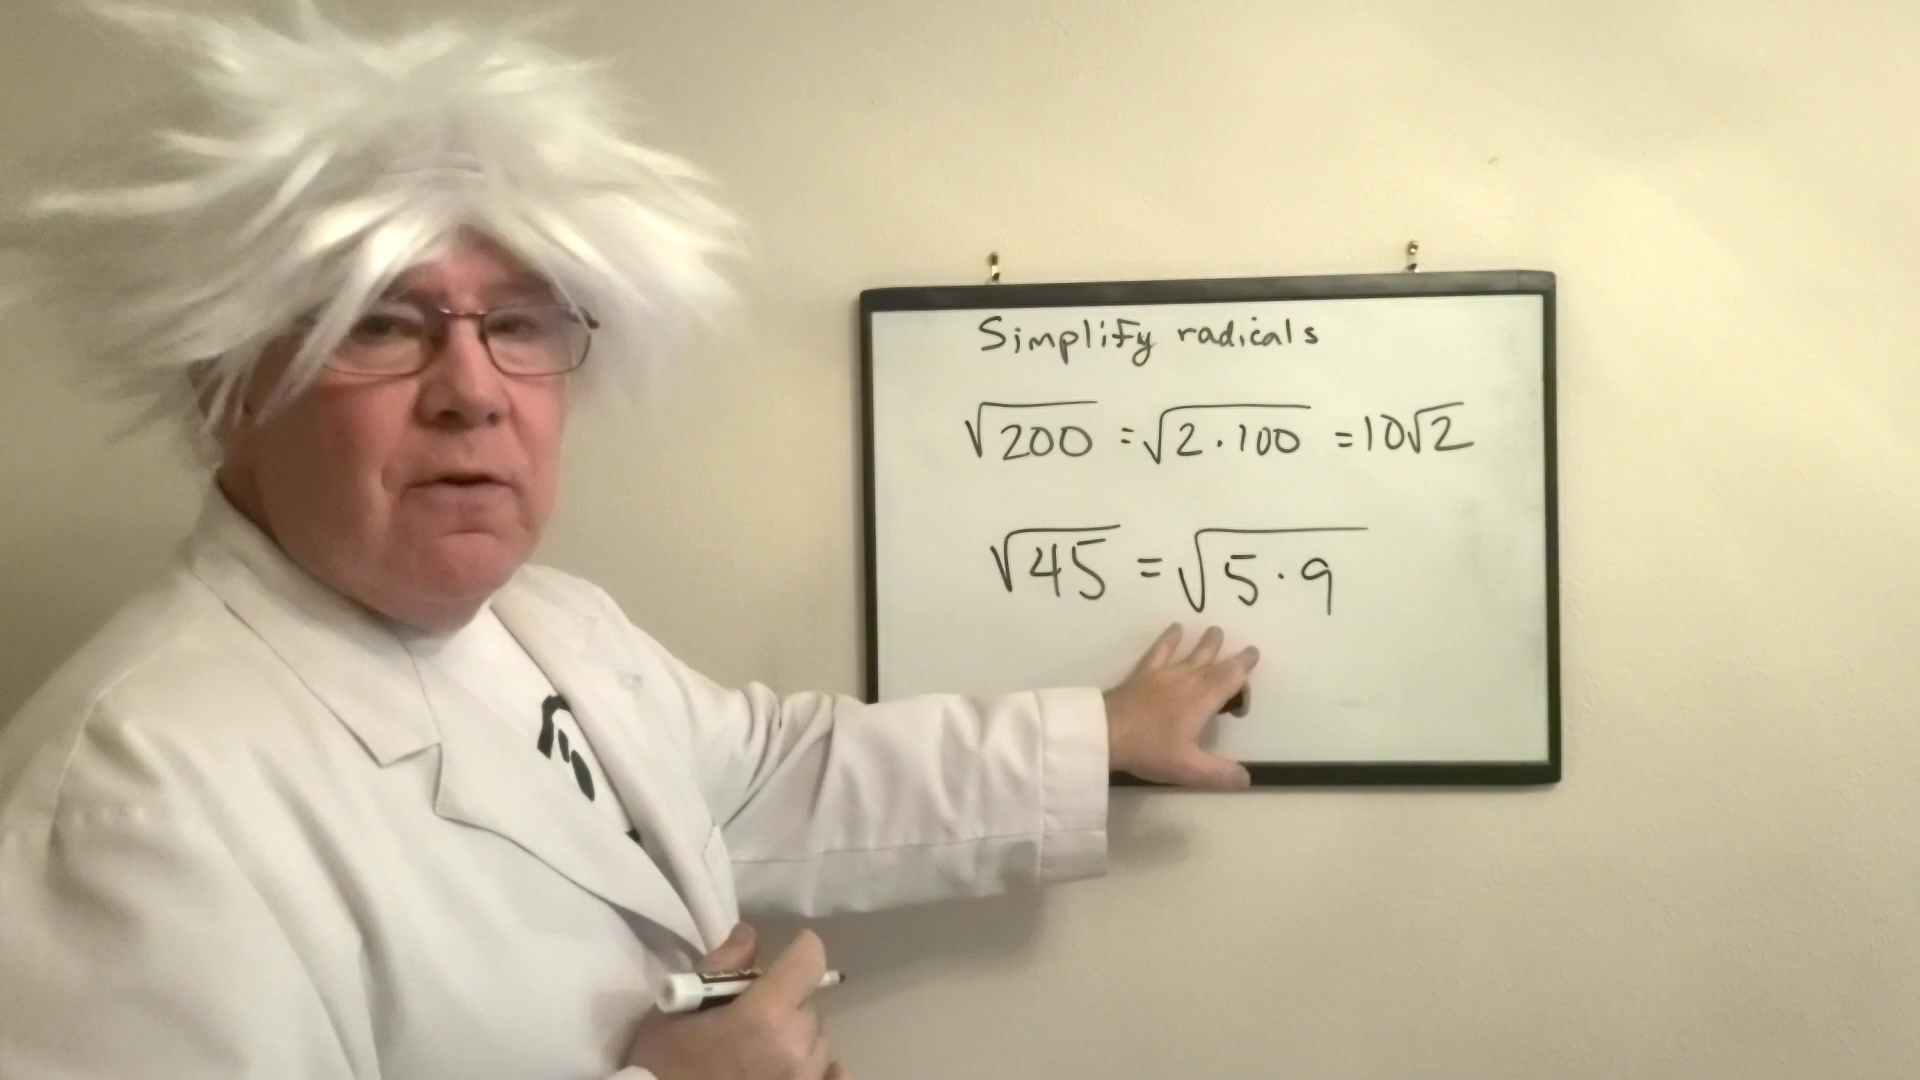 Simplify radicals
√200 = √2·100 = 10√2
√45 = √5·9